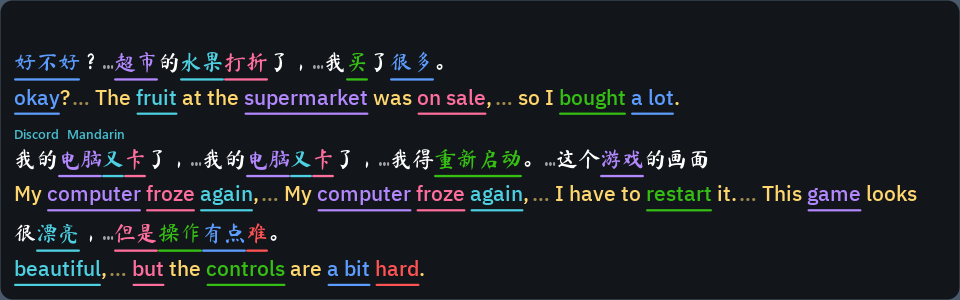 好不好？…超市的水果打折了，…我买了很多。
okay?… The fruit at the supermarket was on sale,… so I bought a lot.
Discord Mandarin
我的电脑又卡了，…我的电脑又卡了，…我得重新启动。…这个游戏的画面
My computer froze again,… My computer froze again,… I have to restart it.… This game looks
很漂亮，…但是操作有点难。
beautiful,… but the controls are a bit hard.